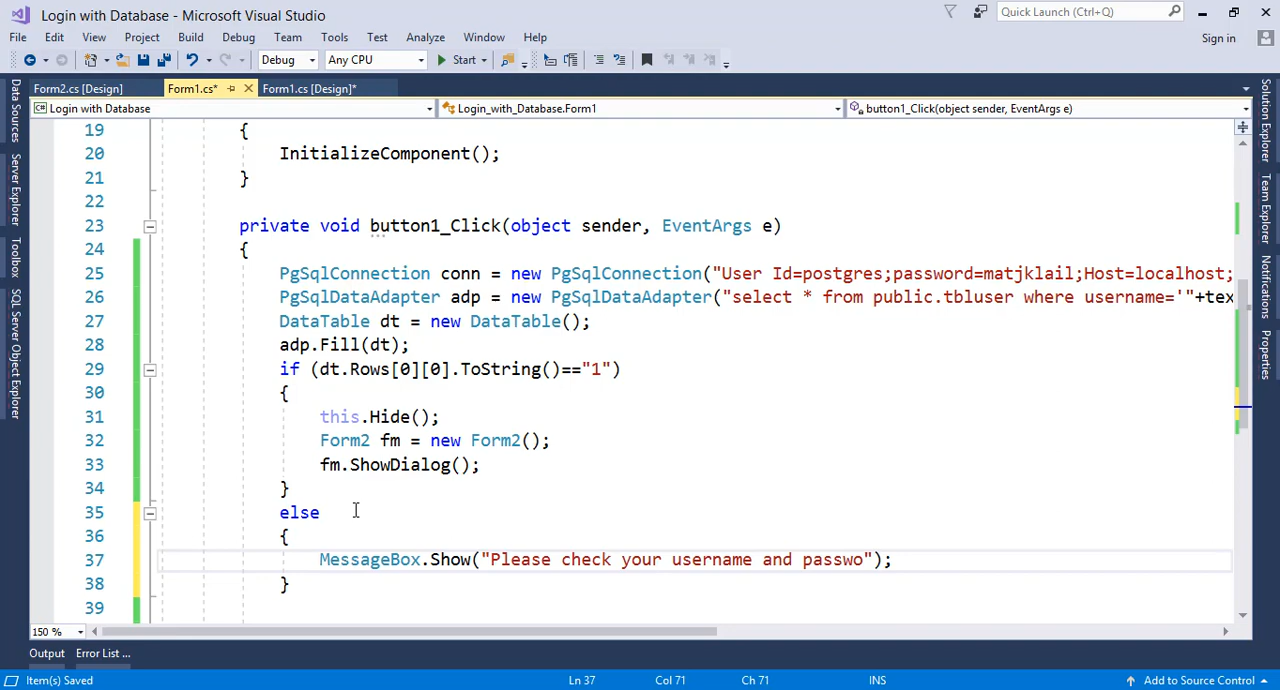 Login with Database - Microsoft Visual Studio
Quick Launch (Ctrl+Q)
File Edit View Project Build Debug Team Tools Test Analyze Window Help
Sign in
Debug Any CPU Start
Form2.cs [Design] Form1.cs* Form1.cs [Design]*
Login with Database Login_with_Database.Form1 button1_Click(object sender, EventArgs e)
19 {
20 InitializeComponent();
21 }
22
23 private void button1_Click(object sender, EventArgs e)
24 {
25 PgSqlConnection conn = new PgSqlConnection("User Id=postgres;password=matjklail;Host=localhost;
26 PgSqlDataAdapter adp = new PgSqlDataAdapter("select * from public.tbluser where username='"+tex
27 DataTable dt = new DataTable();
28 adp.Fill(dt);
29 if (dt.Rows[0][0].ToString()=="1")
30 {
31 this.Hide();
32 Form2 fm = new Form2();
33 fm.ShowDialog();
34 }
35 else
36 {
37 MessageBox.Show("Please check your username and passwo");
38 }
39
Data Sources
Server Explorer
Toolbox
SQL Server Object Explorer
Solution Explorer
Team Explorer
Notifications
Properties
150 %
Output Error List ...
Item(s) Saved Ln 37 Col 71 Ch 71 INS Add to Source Control